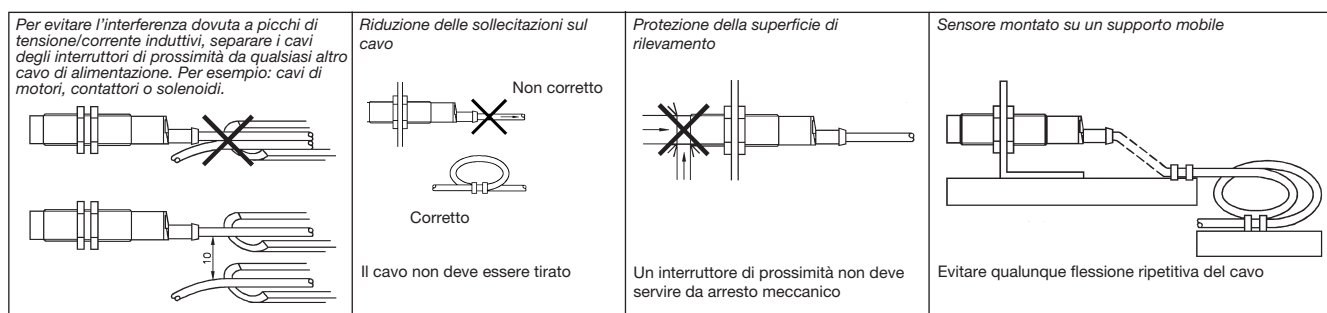 Per evitare l'interferenza dovuta a picchi di
tensione/corrente induttivi, separare i cavi
degli interruttori di prossimità da qualsiasi altro
cavo di alimentazione. Per esempio: cavi di
motori, contattori o solenoidi.
10
Riduzione delle sollecitazioni sul
cavo
Non corretto
Corretto
Il cavo non deve essere tirato
Protezione della superficie di
rilevamento
Un interruttore di prossimità non deve
servire da arresto meccanico
Sensore montato su un supporto mobile
Evitare qualunque flessione ripetitiva del cavo